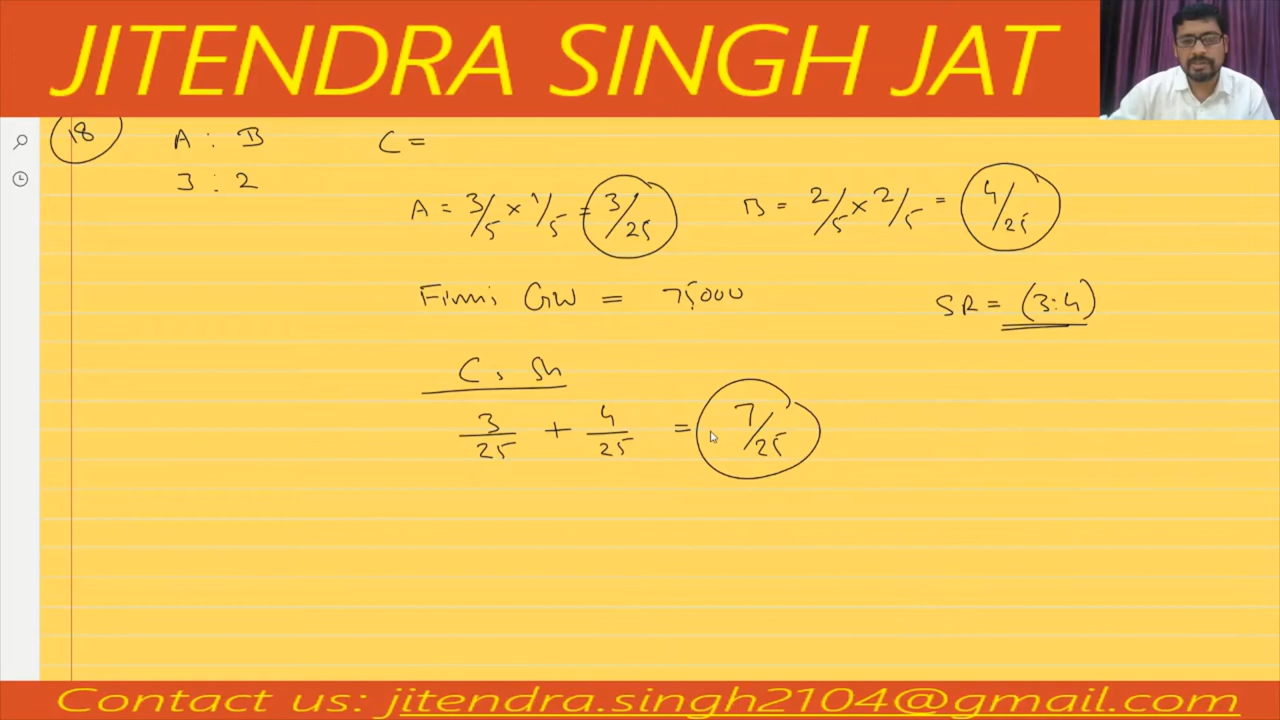 JITENDRA SINGH JAT
18 A : B C =
3 : 2
A = 3/5 × 1/5 = 3/25 B = 2/5 × 2/5 = 4/25
Firm's GW = 75000 SR = (3:4)
C's Sh
3/25 + 4/25 = 7/25
Contact us: jitendra.singh2104@gmail.com